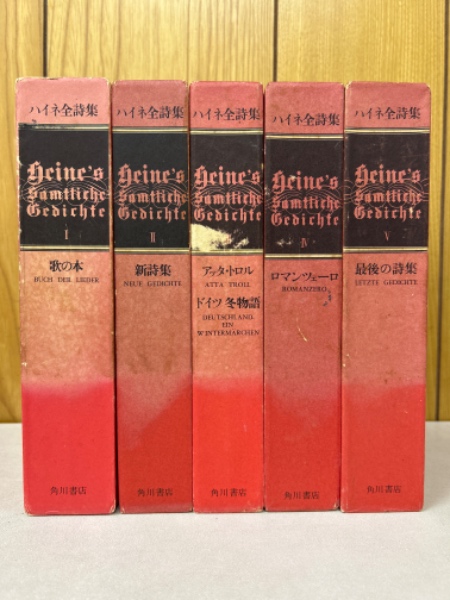 ハイネ全詩集
Heine's
Sämtliche
Gedichte
I
歌の本
BUCH DER LIEDER
角川書店
ハイネ全詩集
Heine's
Sämtliche
Gedichte
II
新詩集
NEUE GEDICHTE
角川書店
ハイネ全詩集
Heine's
Sämtliche
Gedichte
アッタ・トロル
ATTA TROLL
ドイツ 冬物語
DEUTSCHLAND
EIN
WINTERMÄRCHEN
角川書店
ハイネ全詩集
Heine's
Sämtliche
Gedichte
IV
ロマンツェーロ
ROMANZERO
角川書店
ハイネ全詩集
Heine's
Sämtliche
Gedichte
V
最後の詩集
LETZTE GEDICHTE
角川書店